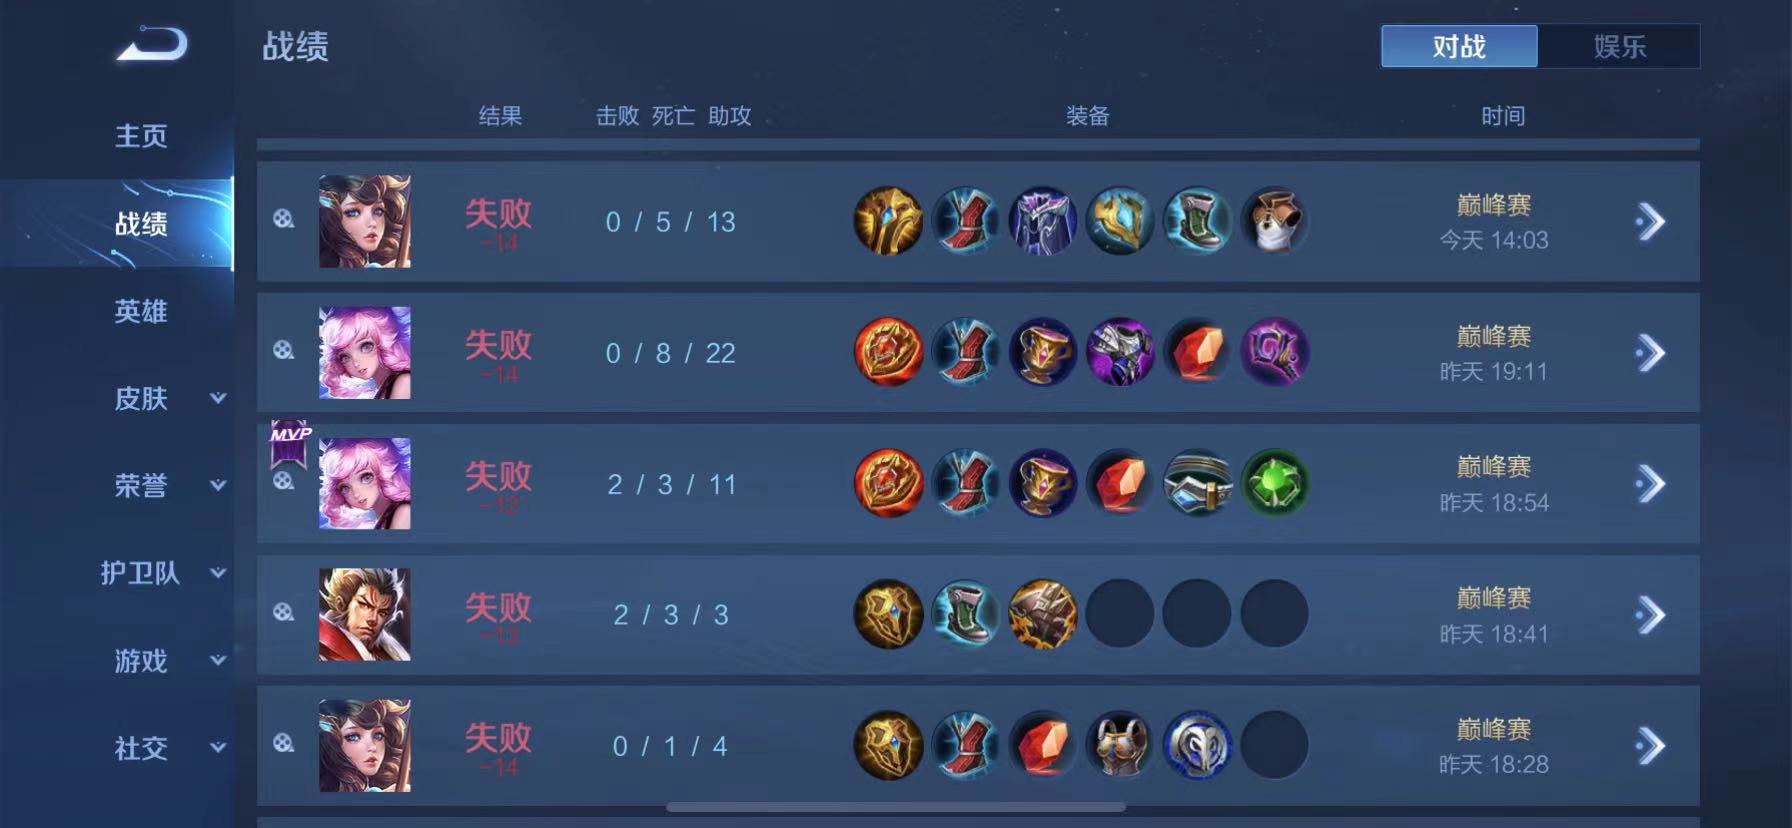 战绩
对战
娱乐
结果
击败 死亡 助攻
装备
时间
主页
战绩
英雄
皮肤
荣誉
护卫队
游戏
社交
失败
-14
0 / 5 / 13
巅峰赛
今天 14:03
失败
-14
0 / 8 / 22
巅峰赛
昨天 19:11
MVP
失败
-13
2 / 3 / 11
巅峰赛
昨天 18:54
失败
-13
2 / 3 / 3
巅峰赛
昨天 18:41
失败
-14
0 / 1 / 4
巅峰赛
昨天 18:28